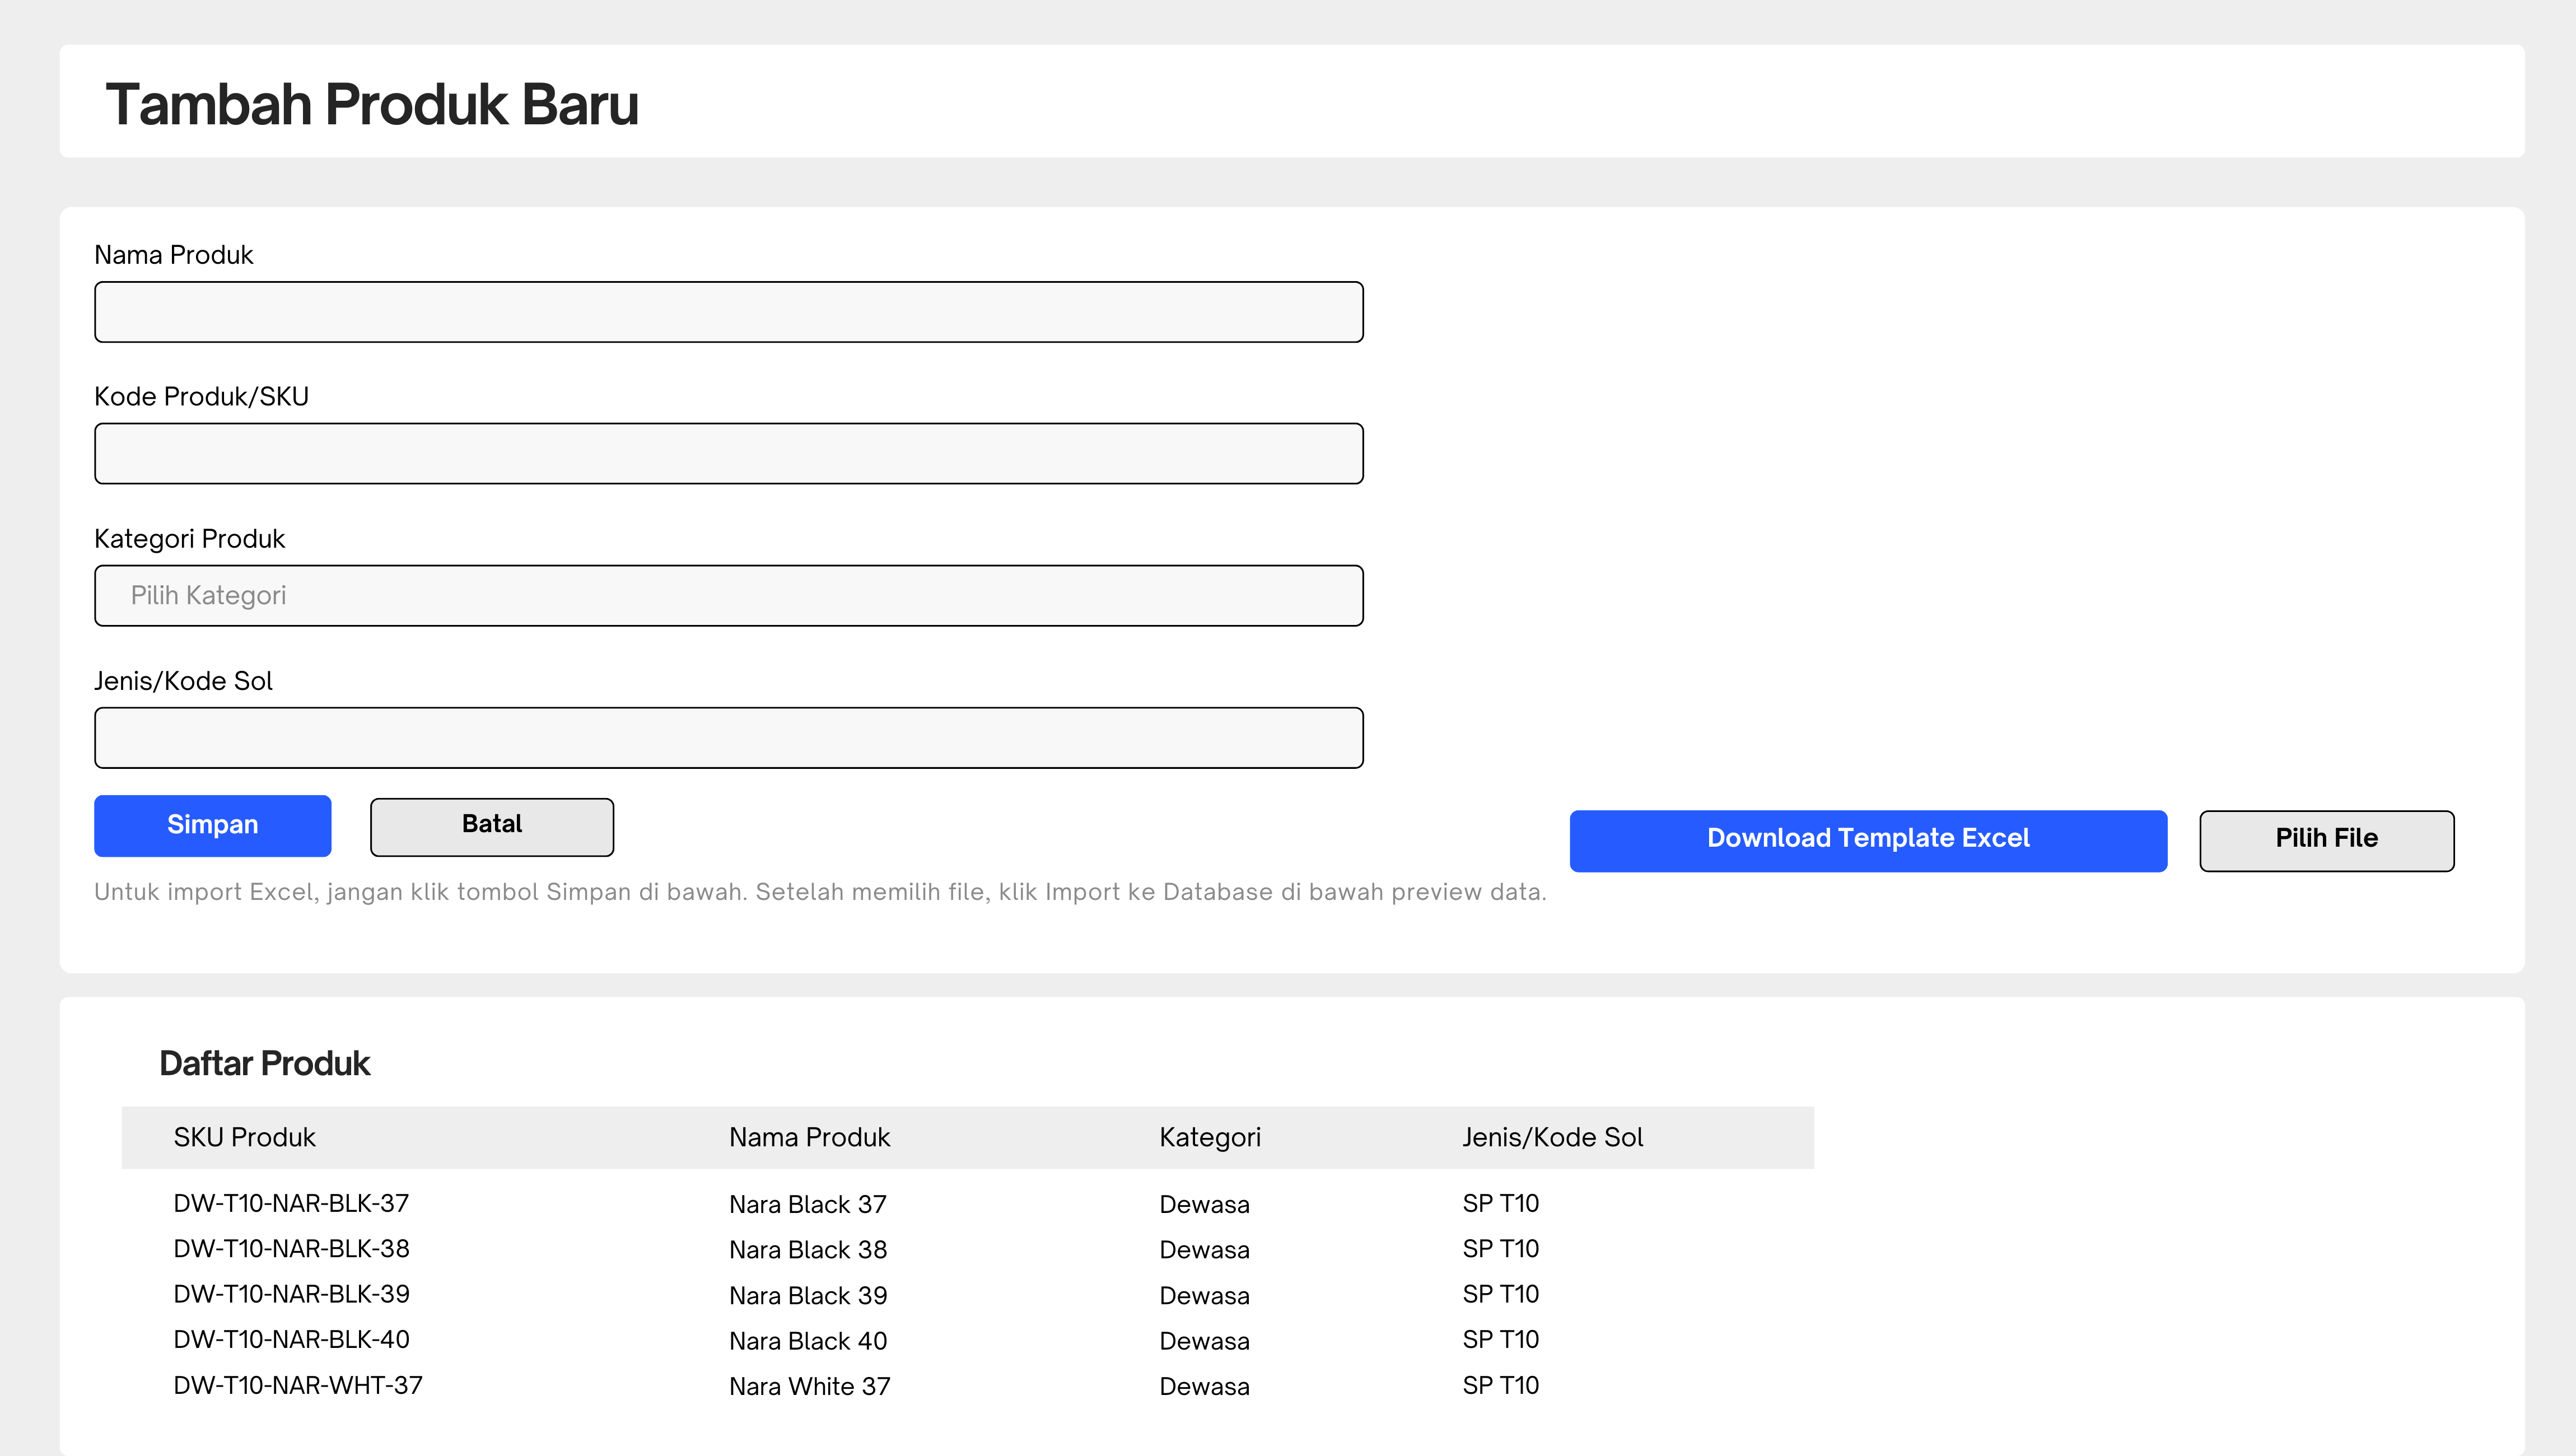 Tambah Produk Baru
Nama Produk
Kode Produk/SKU
Kategori Produk
Pilih Kategori
Jenis/Kode Sol
Simpan Batal Download Template Excel Pilih File
Untuk import Excel, jangan klik tombol Simpan di bawah. Setelah memilih file, klik Import ke Database di bawah preview data.
Daftar Produk
SKU Produk Nama Produk Kategori Jenis/Kode Sol
DW-T10-NAR-BLK-37 Nara Black 37 Dewasa SP T10
DW-T10-NAR-BLK-38 Nara Black 38 Dewasa SP T10
DW-T10-NAR-BLK-39 Nara Black 39 Dewasa SP T10
DW-T10-NAR-BLK-40 Nara Black 40 Dewasa SP T10
DW-T10-NAR-WHT-37 Nara White 37 Dewasa SP T10